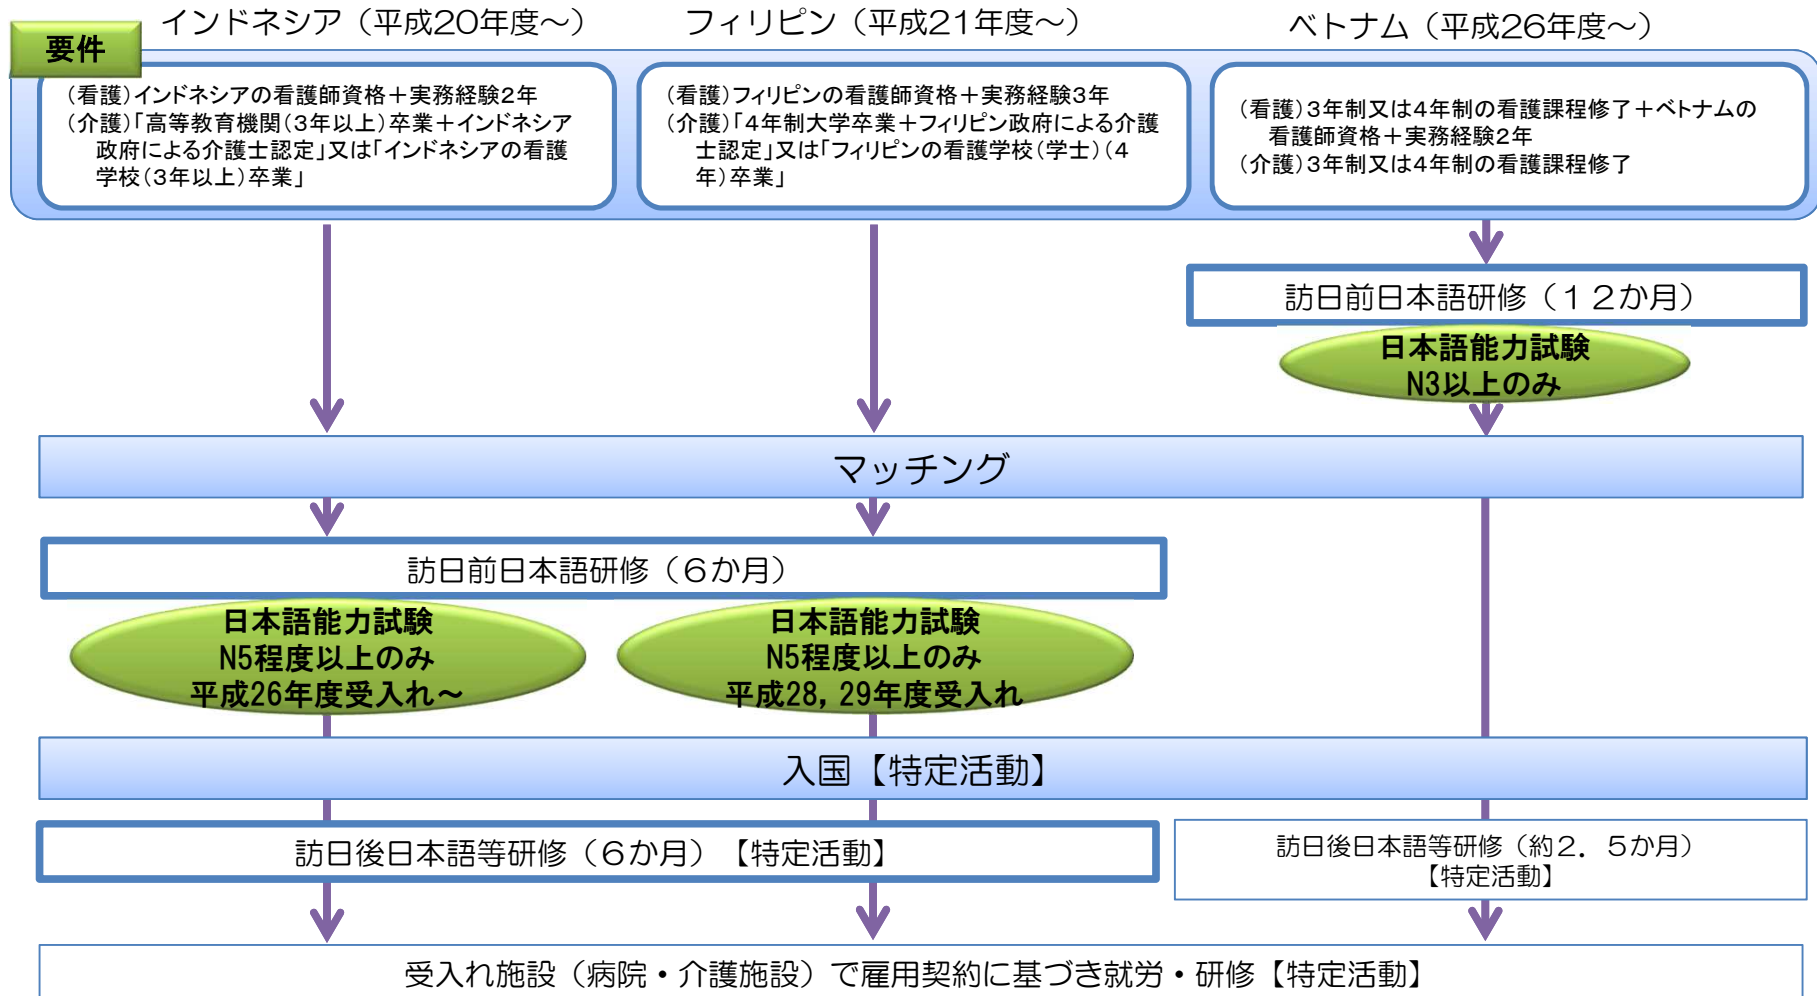 インドネシア（平成20年度～）
フィリピン（平成21年度～）
ベトナム（平成26年度～）
要件
（看護）インドネシアの看護師資格＋実務経験2年
（介護）「高等教育機関（3年以上）卒業＋インドネシア
政府による介護士認定」又は「インドネシアの看護
学校（3年以上）卒業」
（看護）フィリピンの看護師資格＋実務経験3年
（介護）「4年制大学卒業＋フィリピン政府による介護
士認定」又は「フィリピンの看護学校（学士）（4
年）卒業」
（看護）3年制又は4年制の看護課程修了＋ベトナムの
看護師資格＋実務経験2年
（介護）3年制又は4年制の看護課程修了
訪日前日本語研修（１２か月）
日本語能力試験
N3以上のみ
マッチング
訪日前日本語研修（６か月）
日本語能力試験
N5程度以上のみ
平成26年度受入れ～
日本語能力試験
N5程度以上のみ
平成28，29年度受入れ
入国【特定活動】
訪日後日本語等研修（６か月）【特定活動】
訪日後日本語等研修（約２．５か月）
【特定活動】
受入れ施設（病院・介護施設）で雇用契約に基づき就労・研修【特定活動】